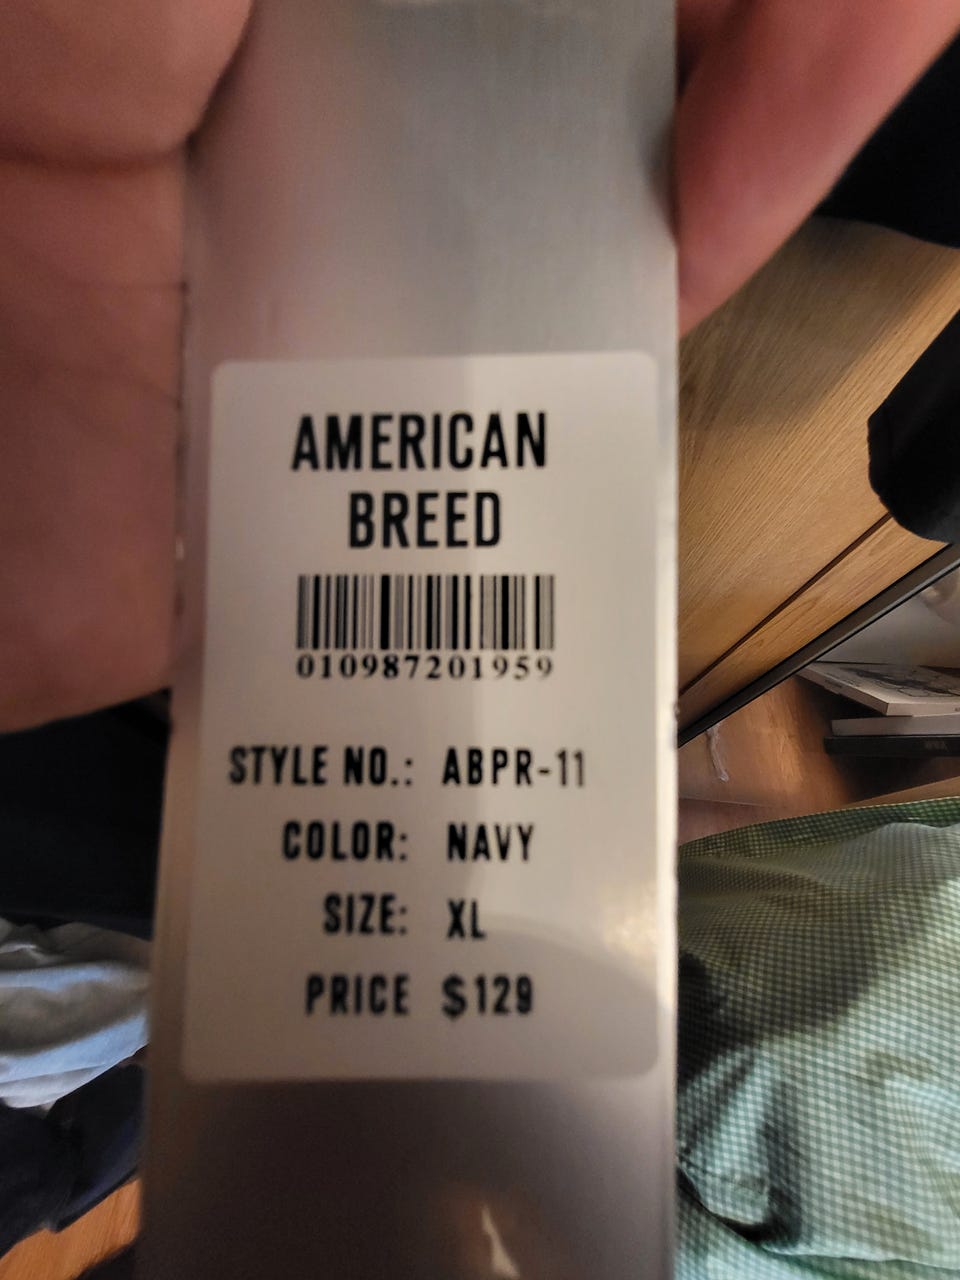 AMERICAN
BREED
010987201959
STYLE NO.: ABPR-11
COLOR: NAVY
SIZE: XL
PRICE $129